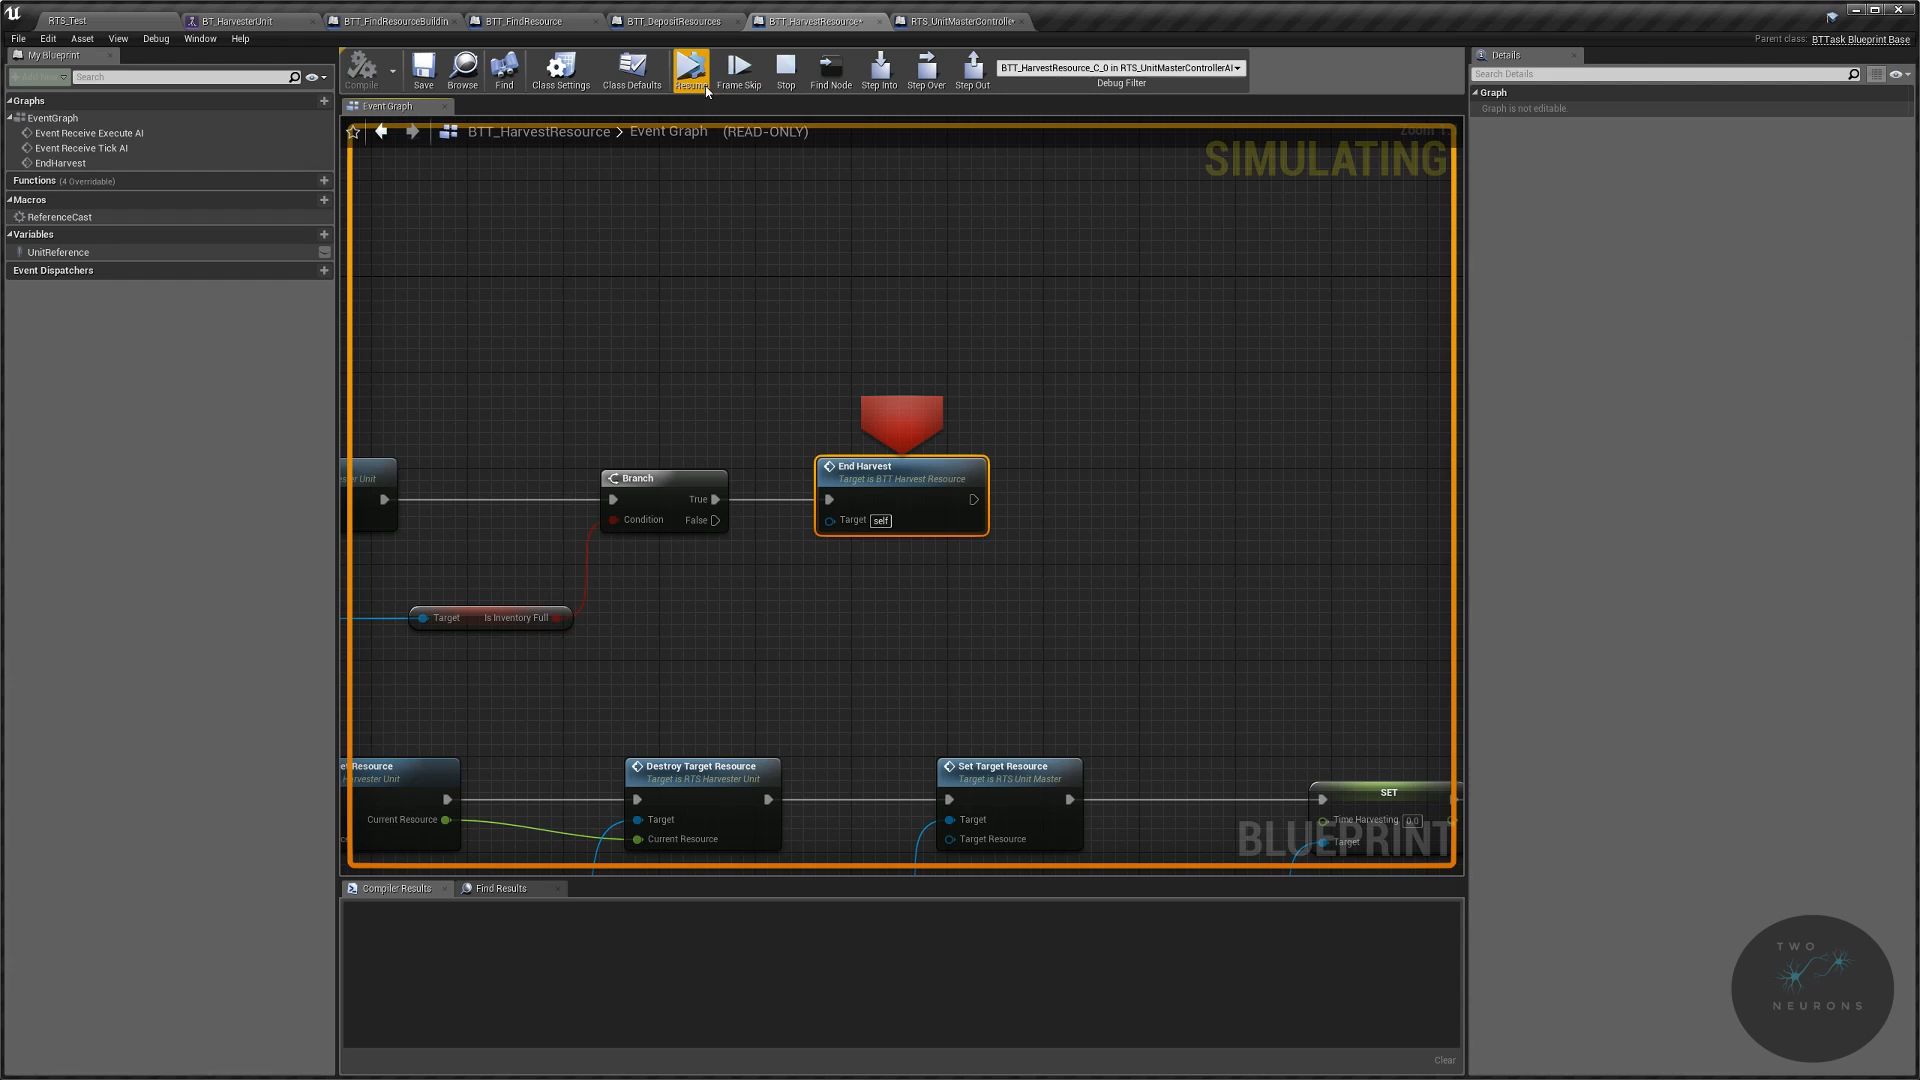 RTS_Test
BT_HarvesterUnit
BTT_FindResourceBuildin
BTT_FindResource
BTT_DepositResources
BTT_HarvestResource*
RTS_UnitMasterController
File Edit Asset View Debug Window Help
Parent class: BTTask Blueprint Base
My Blueprint
Search
Compile
Save
Browse
Find
Class Settings
Class Defaults
Resume
Frame Skip
Stop
Find Node
Step Into
Step Over
Step Out
BTT_HarvestResource_C_0 in RTS_UnitMasterControllerAI
Debug Filter
Details
Search Details
Graph
Graph is not editable.
Graphs
EventGraph
Event Receive Execute AI
Event Receive Tick AI
EndHarvest
Functions (4 Overridable)
Macros
ReferenceCast
Variables
UnitReference
Event Dispatchers
Event Graph
BTT_HarvestResource > Event Graph (READ-ONLY)
SIMULATING
Branch
True
Condition
False
End Harvest
Target is BTT Harvest Resource
Target self
Target Is Inventory Full
Current Resource
Destroy Target Resource
Target is RTS Harvester Unit
Target
Current Resource
Set Target Resource
Target is RTS Unit Master
Target
Target Resource
SET
Time Harvesting 0.0
Target
BLUEPRINT
Compiler Results
Find Results
Clear
TWO
NEURONS